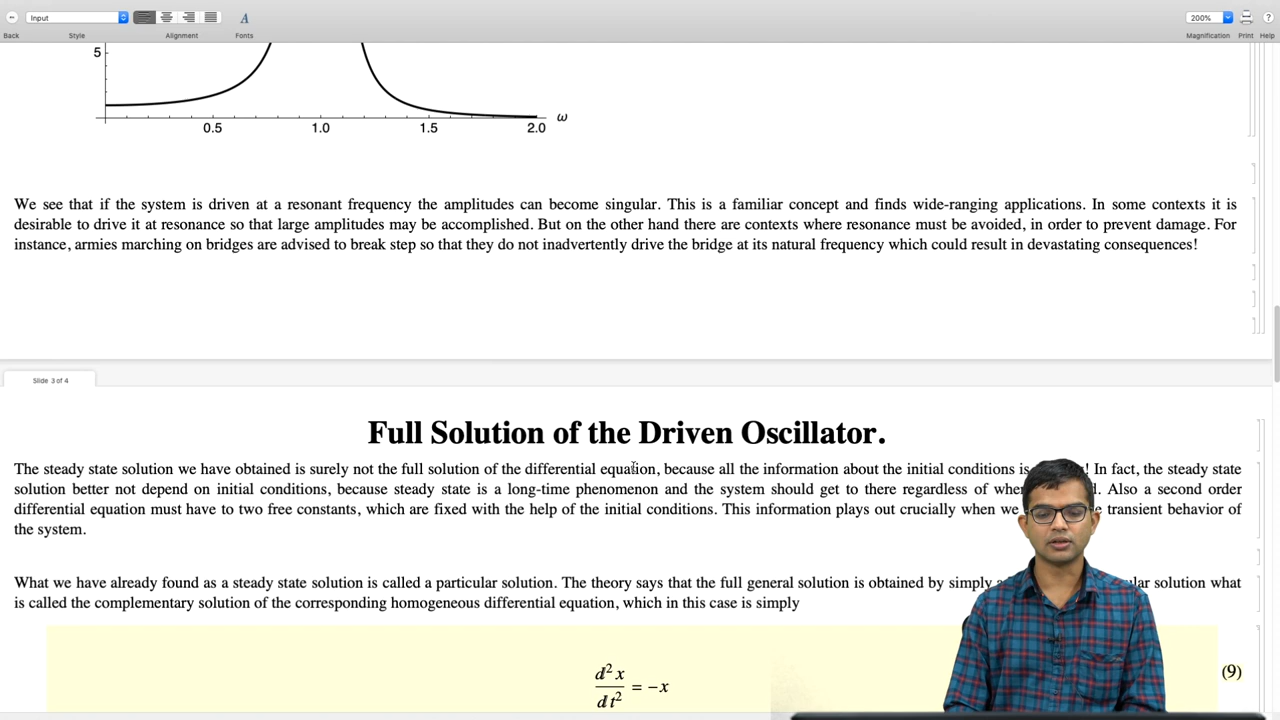 Input
200%
Back
Style
Alignment
Fonts
Magnification
Print
Help
5
0.5
1.0
1.5
2.0
ω
We see that if the system is driven at a resonant frequency the amplitudes can become singular. This is a familiar concept and finds wide-ranging applications. In some contexts it is
desirable to drive it at resonance so that large amplitudes may be accomplished. But on the other hand there are contexts where resonance must be avoided, in order to prevent damage. For
instance, armies marching on bridges are advised to break step so that they do not inadvertently drive the bridge at its natural frequency which could result in devastating consequences!
Slide 3 of 4
Full Solution of the Driven Oscillator.
The steady state solution we have obtained is surely not the full solution of the differential equation, because all the information about the initial conditions is ! In fact, the steady state
solution better not depend on initial conditions, because steady state is a long-time phenomenon and the system should get to there regardless of . Also a second order
differential equation must have to two free constants, which are fixed with the help of the initial conditions. This information plays out crucially when we transient behavior of
the system.
What we have already found as a steady state solution is called a particular solution. The theory says that the full general solution is obtained by simply solution what
is called the complementary solution of the corresponding homogeneous differential equation, which in this case is simply
d² x / d t² = −x (9)